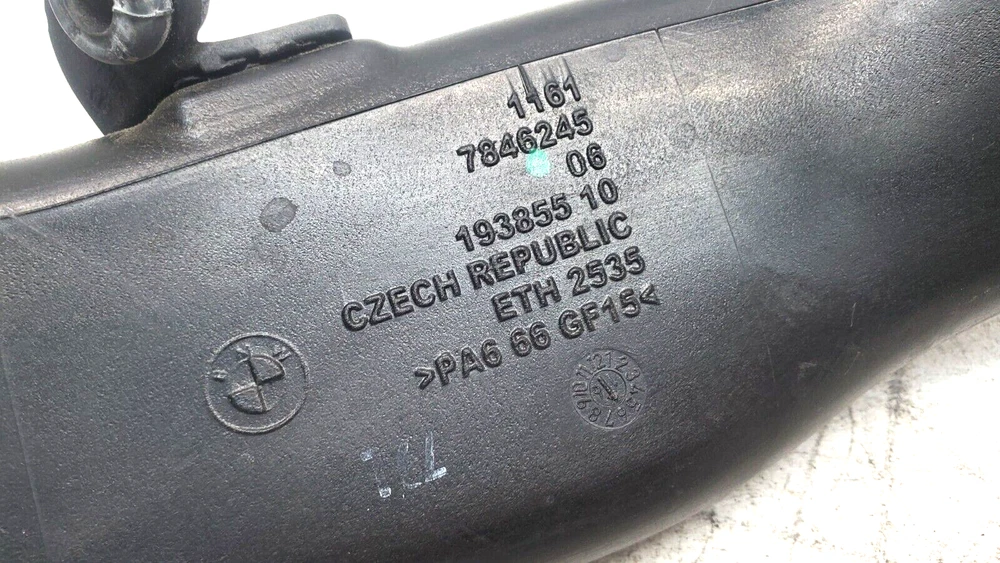 1161
7846245
06
193855 10
CZECH REPUBLIC
ETH 2535
>PA6 66 GF15<